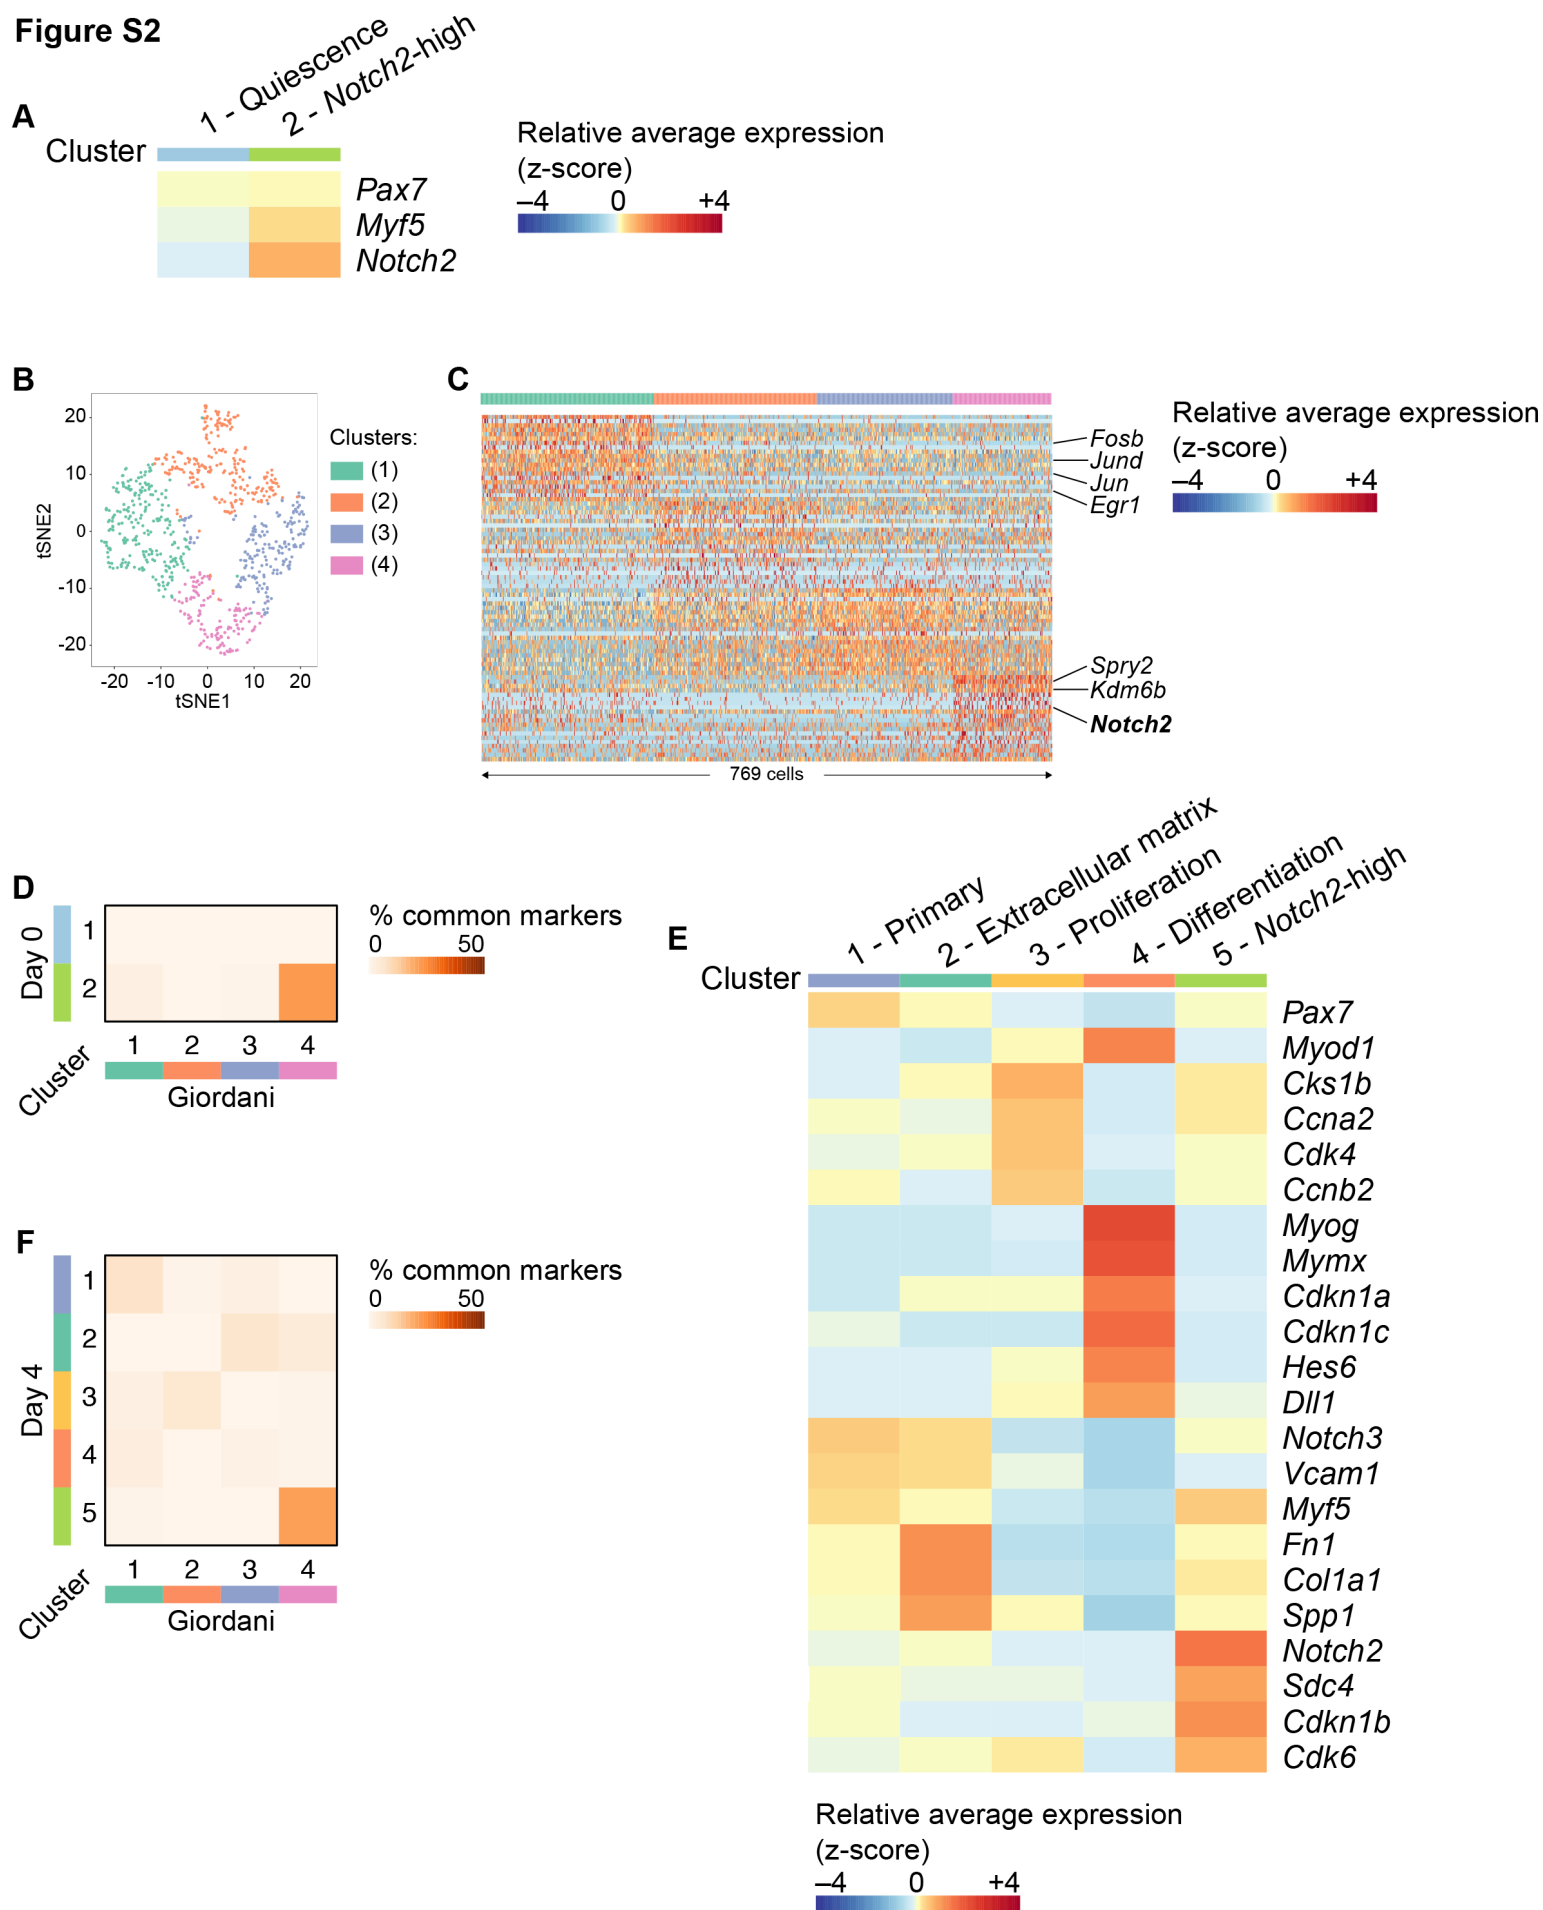 Figure S2
A
1 - Quiescence
2 - Notch2-high
Cluster
Pax7
Myf5
Notch2
Relative average expression
(z-score)
–4 0 +4
B
tSNE2
20
10
0
-10
-20
-20 -10 0 10 20
tSNE1
Clusters:
(1)
(2)
(3)
(4)
C
Fosb
Jund
Jun
Egr1
Spry2
Kdm6b
Notch2
769 cells
Relative average expression
(z-score)
–4 0 +4
D
Day 0
1
2
1 2 3 4
Cluster
Giordani
% common markers
0 50
E
1 - Primary
2 - Extracellular matrix
3 - Proliferation
4 - Differentiation
5 - Notch2-high
Cluster
Pax7
Myod1
Cks1b
Ccna2
Cdk4
Ccnb2
Myog
Mymx
Cdkn1a
Cdkn1c
Hes6
Dll1
Notch3
Vcam1
Myf5
Fn1
Col1a1
Spp1
Notch2
Sdc4
Cdkn1b
Cdk6
Relative average expression
(z-score)
–4 0 +4
F
Day 4
1
2
3
4
5
1 2 3 4
Cluster
Giordani
% common markers
0 50